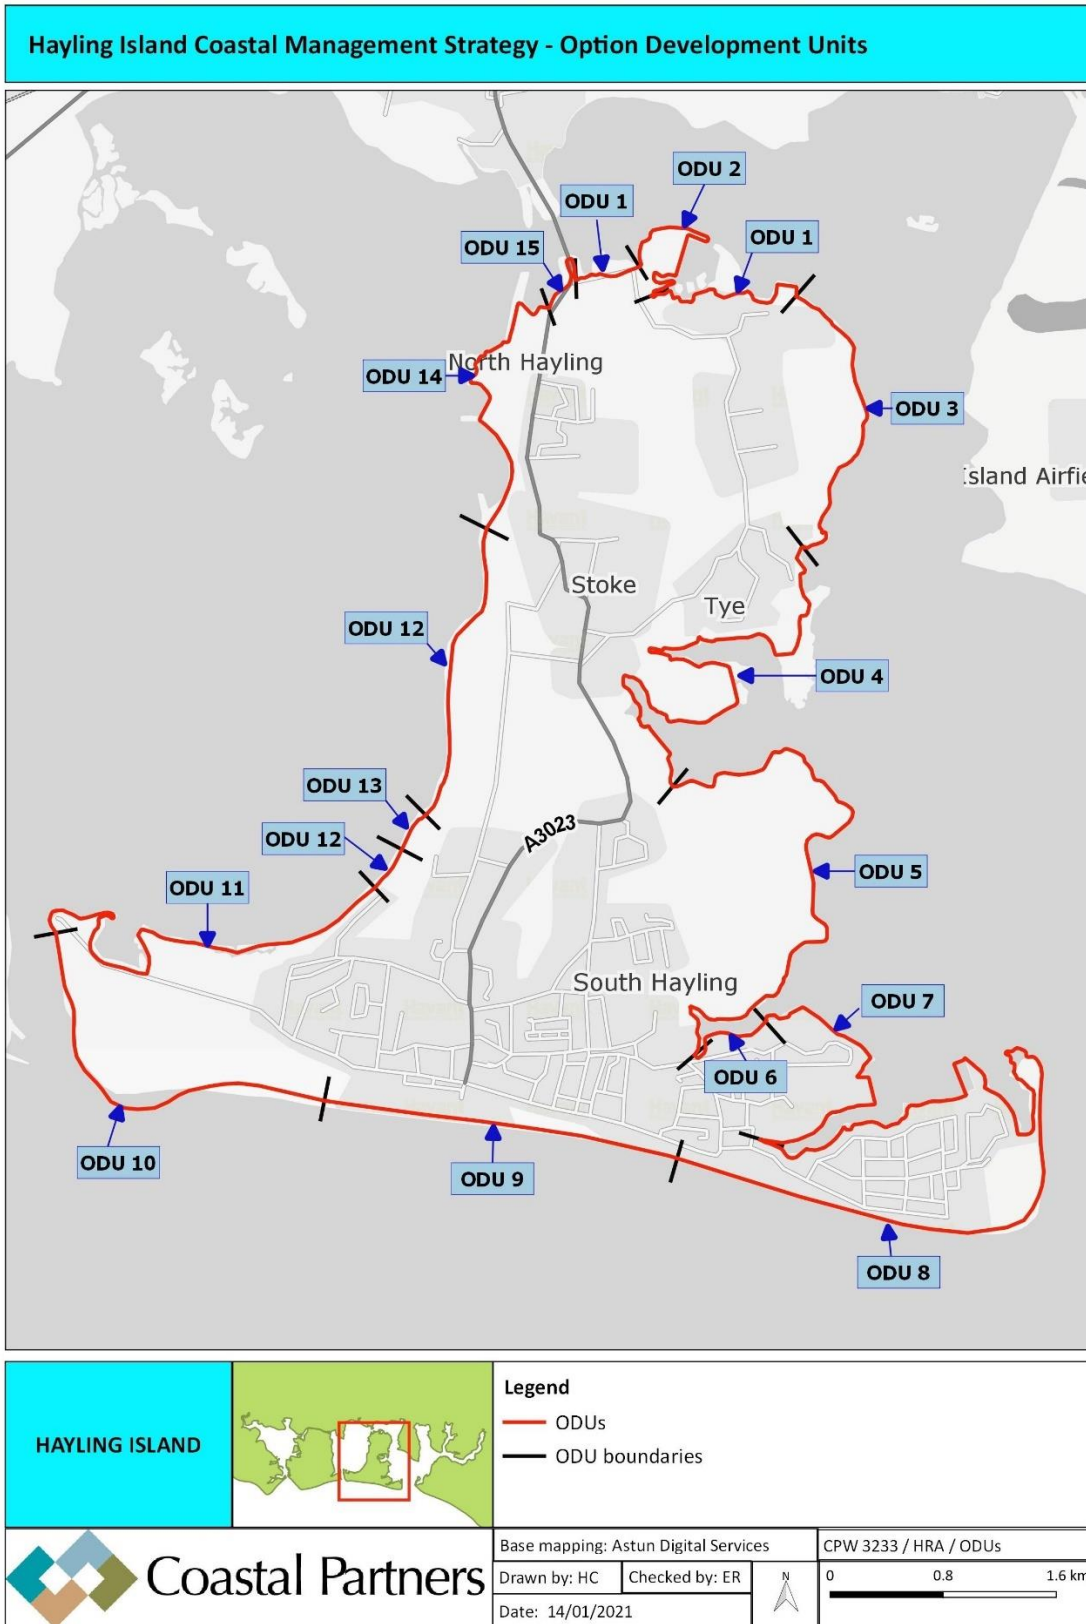 Hayling Island Coastal Management Strategy - Option Development Units
ODU 2
ODU 1
ODU 1
ODU 15
North Hayling
ODU 14
ODU 3
Island Airfie
Stoke
Tye
ODU 12
ODU 4
ODU 13
A3023
ODU 12
ODU 11
ODU 5
South Hayling
ODU 7
ODU 6
ODU 10
ODU 9
ODU 8
HAYLING ISLAND
Legend
ODUs
ODU boundaries
Coastal Partners
Base mapping: Astun Digital Services
CPW 3233 / HRA / ODUs
Drawn by: HC
Checked by: ER
N
0 0.8 1.6 km
Date: 14/01/2021